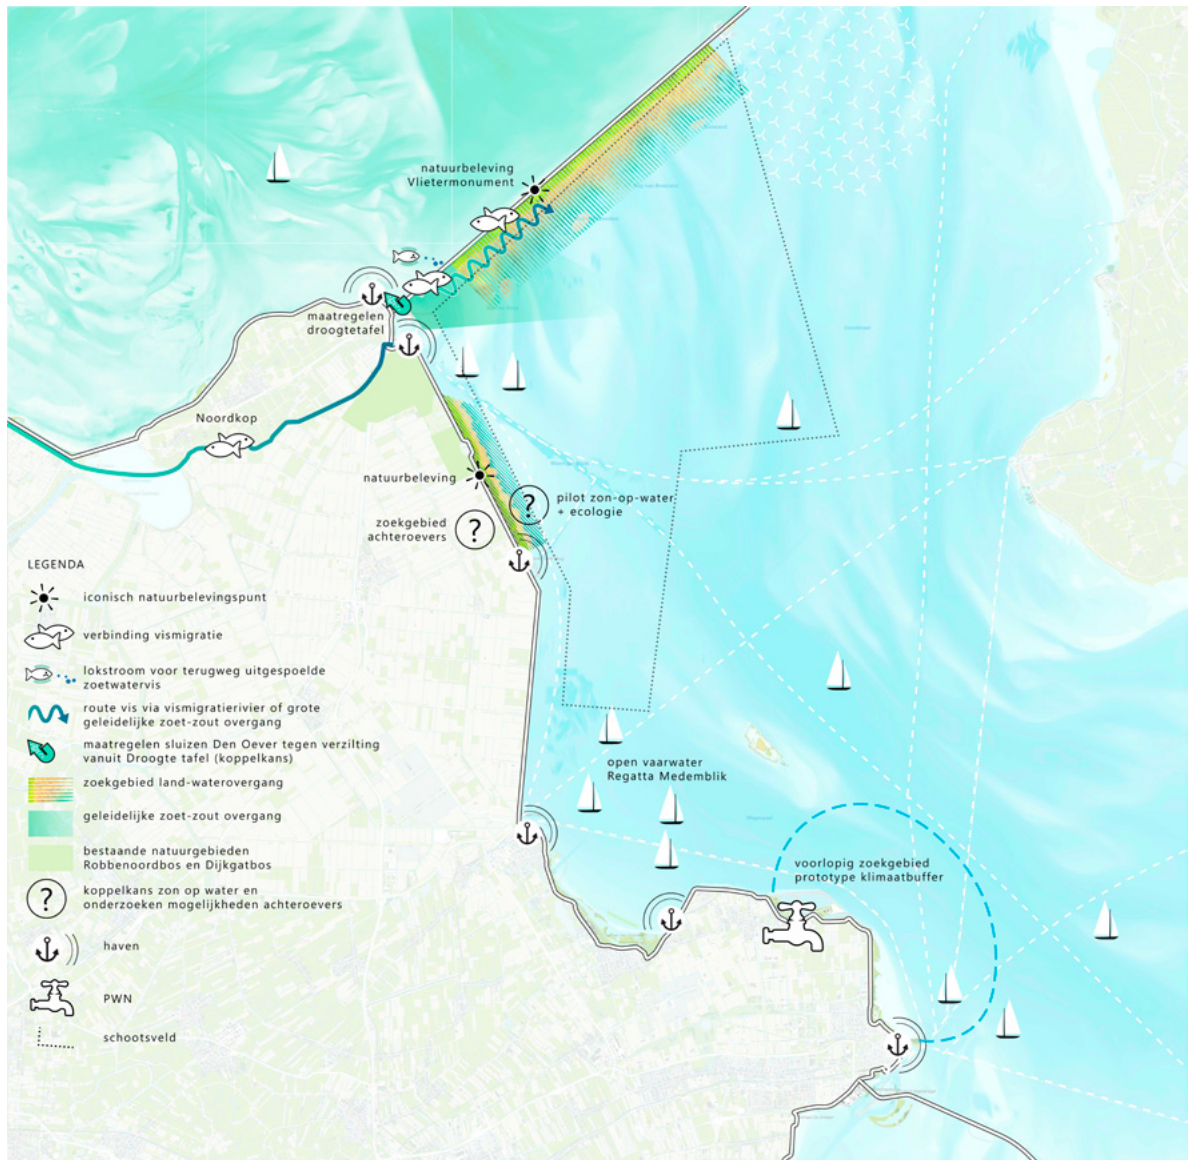 natuurbeleving
Vlietermonument
maatregelen
droogtetafel
Noordkop
natuurbeleving
pilot zon-op-water
+ ecologie
zoekgebied
achteroevers
?
?
LEGENDA
iconisch natuurbelevingspunt
verbinding vismigratie
lokstroom voor terugweg uitgespoelde
zoetwatervis
route vis via vismigratierivier of grote
geleidelijke zoet-zout overgang
maatregelen sluizen Den Oever tegen verzilting
vanuit Droogte tafel (koppelkans)
zoekgebied land-waterovergang
geleidelijke zoet-zout overgang
bestaande natuurgebieden
Robbenoordbos en Dijkgatbos
?
koppelkans zon op water en
onderzoeken mogelijkheden achteroevers
haven
PWN
schootsveld
open vaarwater
Regatta Medemblik
voorlopig zoekgebied
prototype klimaatbuffer